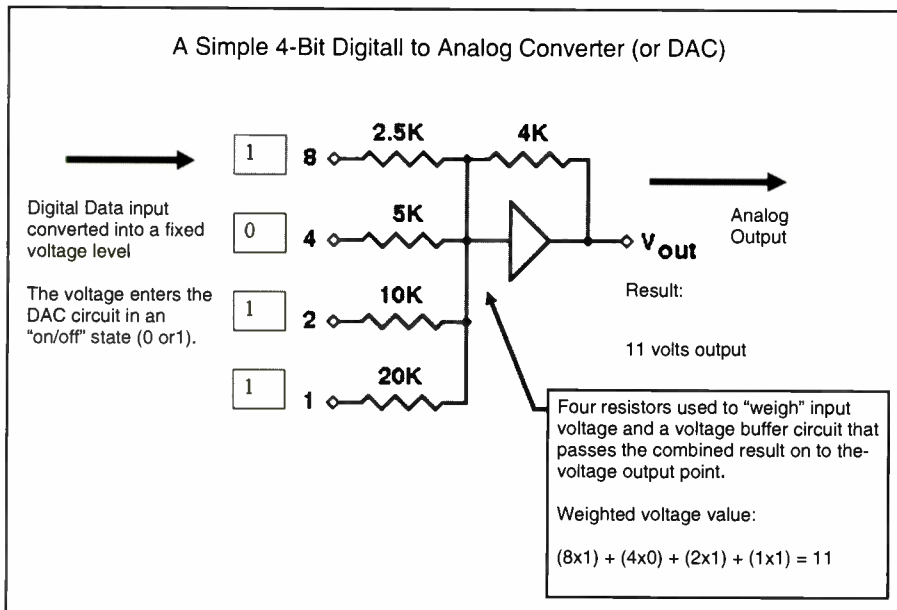 A Simple 4-Bit Digitall to Analog Converter (or DAC)
2.5K
4K
1
8
Digital Data input
converted into a fixed
voltage level
0
4
5K
Vout
Analog
Output
The voltage enters the
DAC circuit in an
"on/off" state (0 or1).
1
2
10K
Result:
11 volts output
1
1
20K
Four resistors used to "weigh" input
voltage and a voltage buffer circuit that
passes the combined result on to the-
voltage output point.
Weighted voltage value:
(8x1) + (4x0) + (2x1) + (1x1) = 11